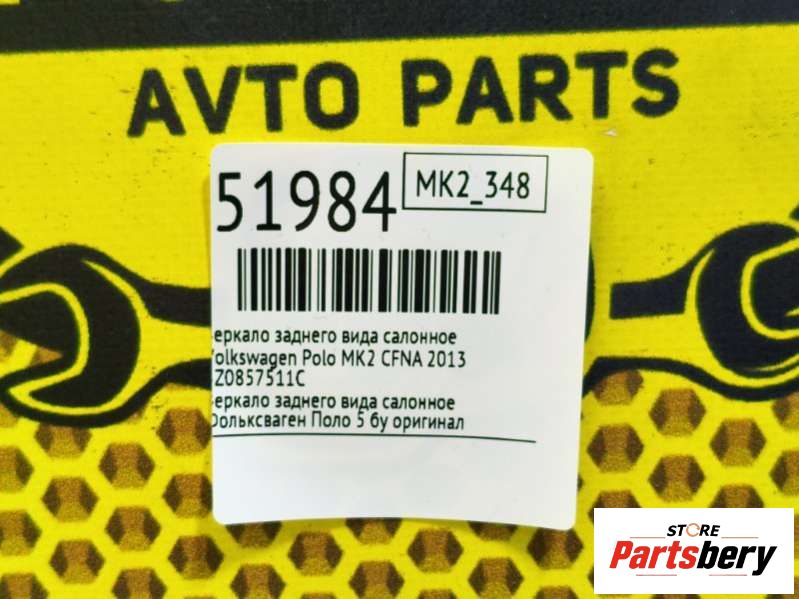 AVTO PARTS
51984
MK2_348
еркало заднего вида салонное
olkswagen Polo MK2 CFNA 2013
Z0857511C
еркало заднего вида салонное
Фольксваген Поло 5 бу оригинал
STORE
Partsbery